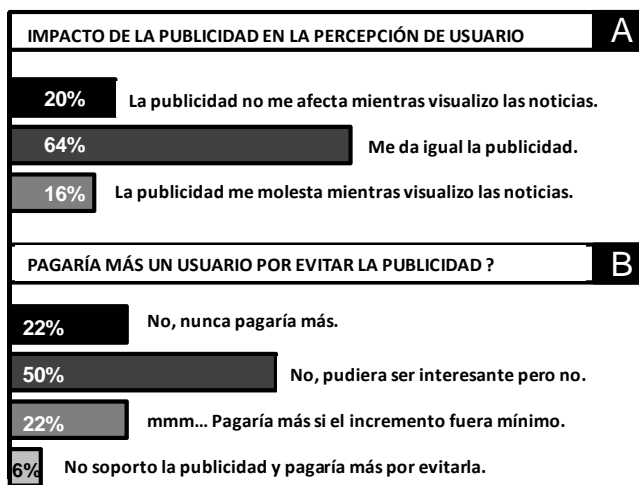 IMPACTO DE LA PUBLICIDAD EN LA PERCEPCIÓN DE USUARIO A
20% La publicidad no me afecta mientras visualizo las noticias.
64% Me da igual la publicidad.
16% La publicidad me molesta mientras visualizo las noticias.
PAGARÍA MÁS UN USUARIO POR EVITAR LA PUBLICIDAD ? B
22% No, nunca pagaría más.
50% No, pudiera ser interesante pero no.
22% mmm... Pagaría más si el incremento fuera mínimo.
6% No soporto la publicidad y pagaría más por evitarla.